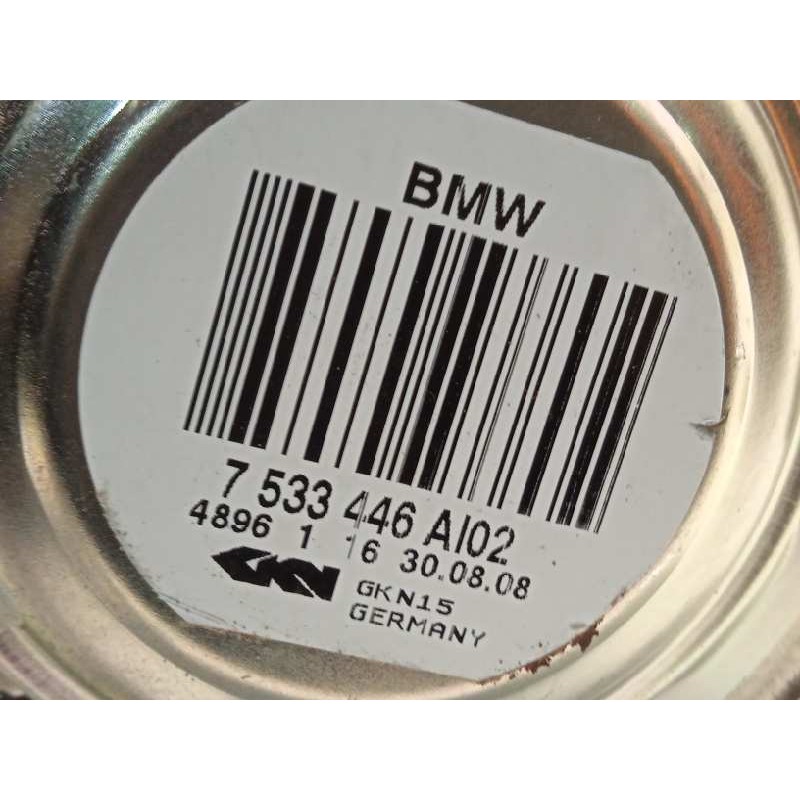 BMW
7 533 446 AI02
4896 1 16 30.08.08
GKN
GKN15
GERMANY